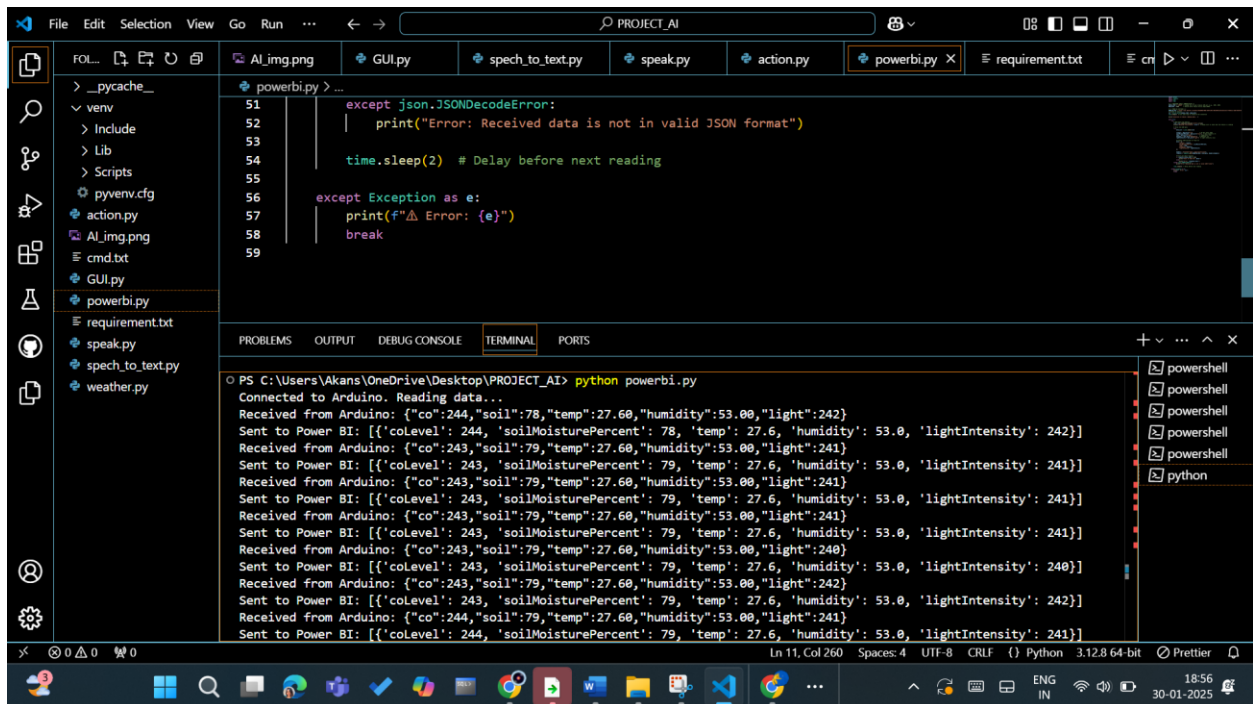 File Edit Selection View Go Run ··· PROJECT_AI
FOL... AI_img.png GUI.py spech_to_text.py speak.py action.py powerbi.py requirement.txt
> __pycache__
venv
> Include
> Lib
> Scripts
pyvenv.cfg
action.py
AI_img.png
cmd.txt
GUI.py
powerbi.py
requirement.txt
speak.py
spech_to_text.py
weather.py
powerbi.py > ...
51 except json.JSONDecodeError:
52 print("Error: Received data is not in valid JSON format")
53
54 time.sleep(2) # Delay before next reading
55
56 except Exception as e:
57 print(f"⚠ Error: {e}")
58 break
59
PROBLEMS OUTPUT DEBUG CONSOLE TERMINAL PORTS
PS C:\Users\Akans\OneDrive\Desktop\PROJECT_AI> python powerbi.py
Connected to Arduino. Reading data...
Received from Arduino: {"co":244,"soil":78,"temp":27.60,"humidity":53.00,"light":242}
Sent to Power BI: [{'coLevel': 244, 'soilMoisturePercent': 78, 'temp': 27.6, 'humidity': 53.0, 'lightIntensity': 242}]
Received from Arduino: {"co":243,"soil":79,"temp":27.60,"humidity":53.00,"light":241}
Sent to Power BI: [{'coLevel': 243, 'soilMoisturePercent': 79, 'temp': 27.6, 'humidity': 53.0, 'lightIntensity': 241}]
Received from Arduino: {"co":243,"soil":79,"temp":27.60,"humidity":53.00,"light":241}
Sent to Power BI: [{'coLevel': 243, 'soilMoisturePercent': 79, 'temp': 27.6, 'humidity': 53.0, 'lightIntensity': 241}]
Received from Arduino: {"co":243,"soil":79,"temp":27.60,"humidity":53.00,"light":241}
Sent to Power BI: [{'coLevel': 243, 'soilMoisturePercent': 79, 'temp': 27.6, 'humidity': 53.0, 'lightIntensity': 241}]
Received from Arduino: {"co":243,"soil":79,"temp":27.60,"humidity":53.00,"light":240}
Sent to Power BI: [{'coLevel': 243, 'soilMoisturePercent': 79, 'temp': 27.6, 'humidity': 53.0, 'lightIntensity': 240}]
Received from Arduino: {"co":243,"soil":79,"temp":27.60,"humidity":53.00,"light":242}
Sent to Power BI: [{'coLevel': 243, 'soilMoisturePercent': 79, 'temp': 27.6, 'humidity': 53.0, 'lightIntensity': 242}]
Received from Arduino: {"co":244,"soil":79,"temp":27.60,"humidity":53.00,"light":241}
Sent to Power BI: [{'coLevel': 244, 'soilMoisturePercent': 79, 'temp': 27.6, 'humidity': 53.0, 'lightIntensity': 241}]
powershell
powershell
powershell
powershell
powershell
python
0 0 0 Ln 11, Col 260 Spaces: 4 UTF-8 CRLF {} Python 3.12.8 64-bit Prettier
3 ENG 18:56
IN 30-01-2025